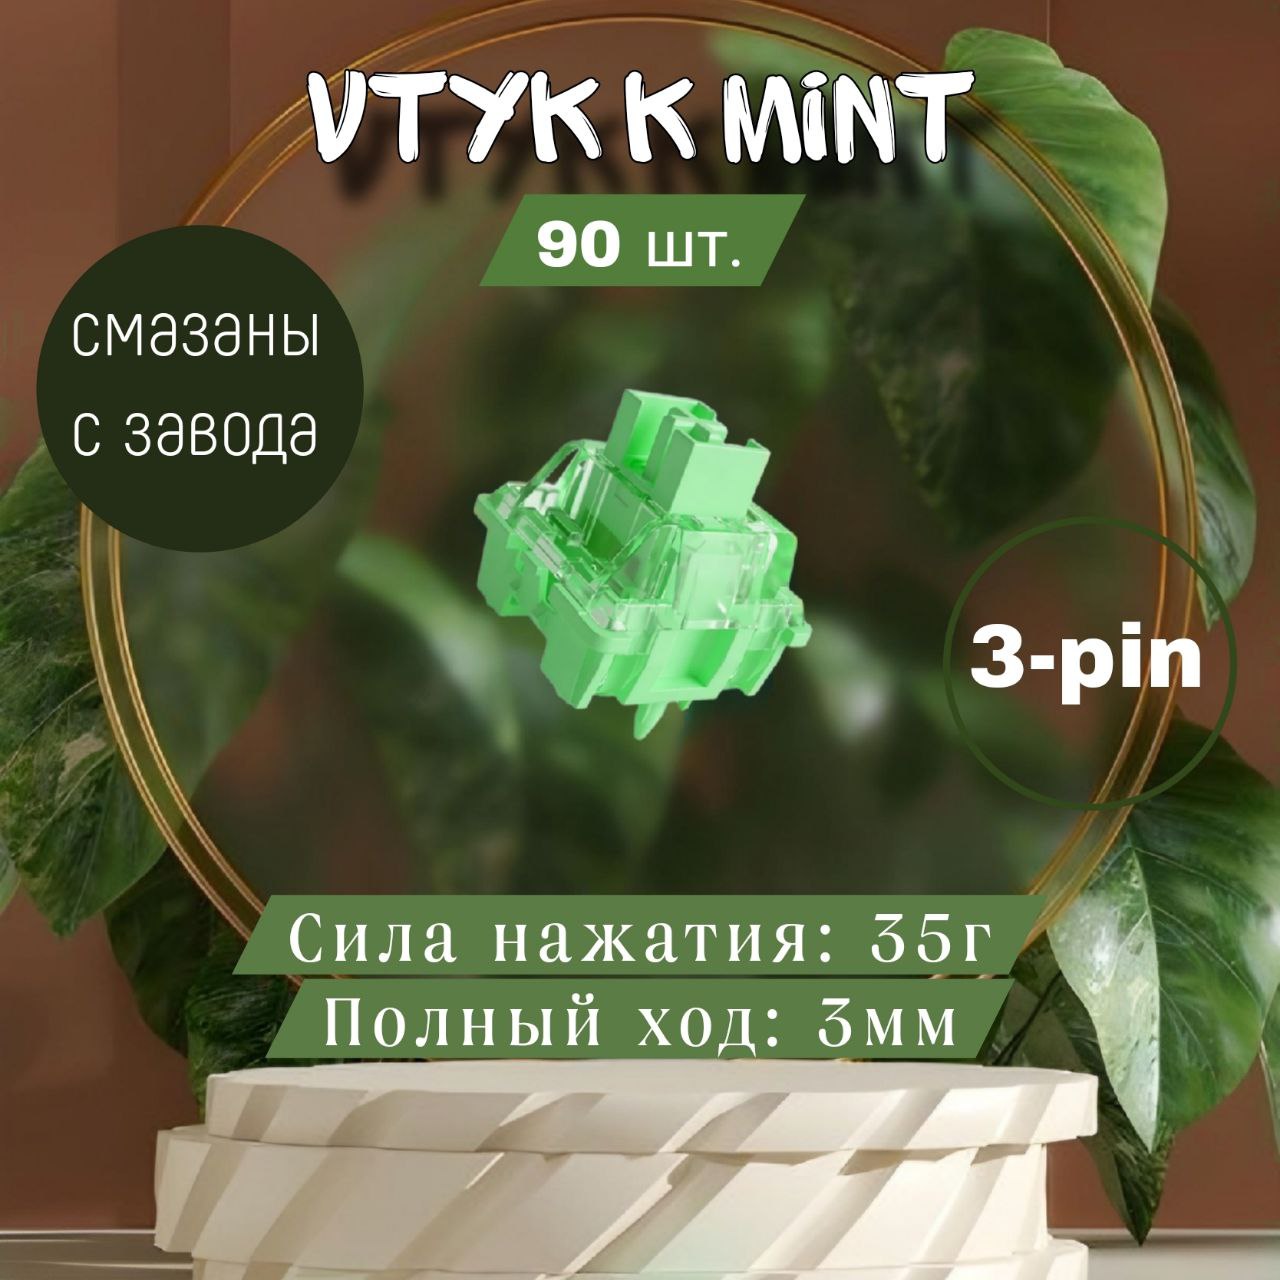 VTYK K MiNT
90 шт.
смазаны
с завода
3-pin
Сила нажатия: 35г
Полный ход: 3мм